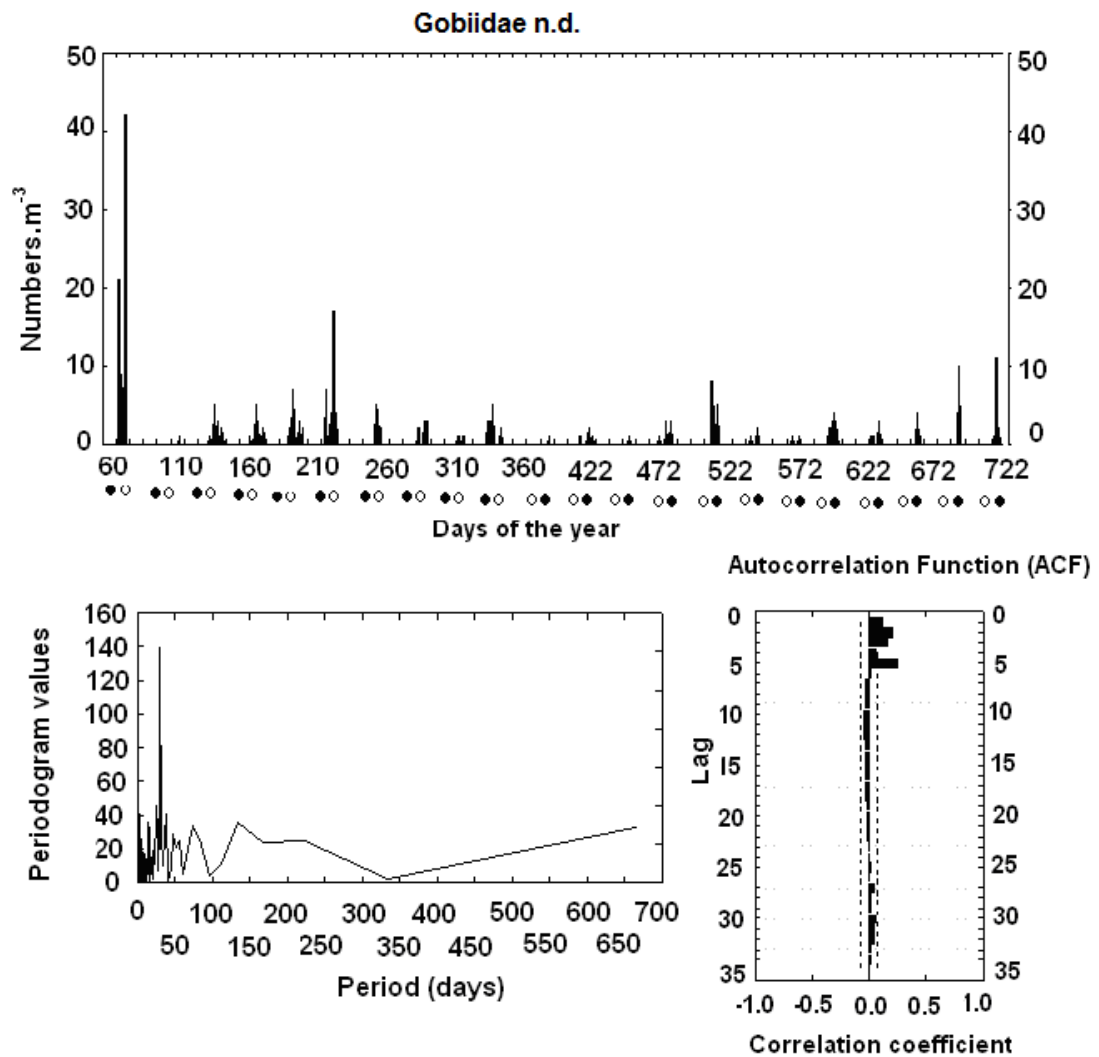 Gobiidae n.d.
50 50
40 40
30 30
20 20
10 10
0 0
Numbers.m-3
60 110 160 210 260 310 360 422 472 522 572 622 672 722
Days of the year
Autocorrelation Function (ACF)
160
140
120
100
80
60
40
20
0
Periodogram values
0 100 200 300 400 500 600 700
50 150 250 350 450 550 650
Period (days)
0 0
5 5
10 10
15 15
20 20
25 25
30 30
35 35
Lag
-1.0 -0.5 0.0 0.5 1.0
Correlation coefficient